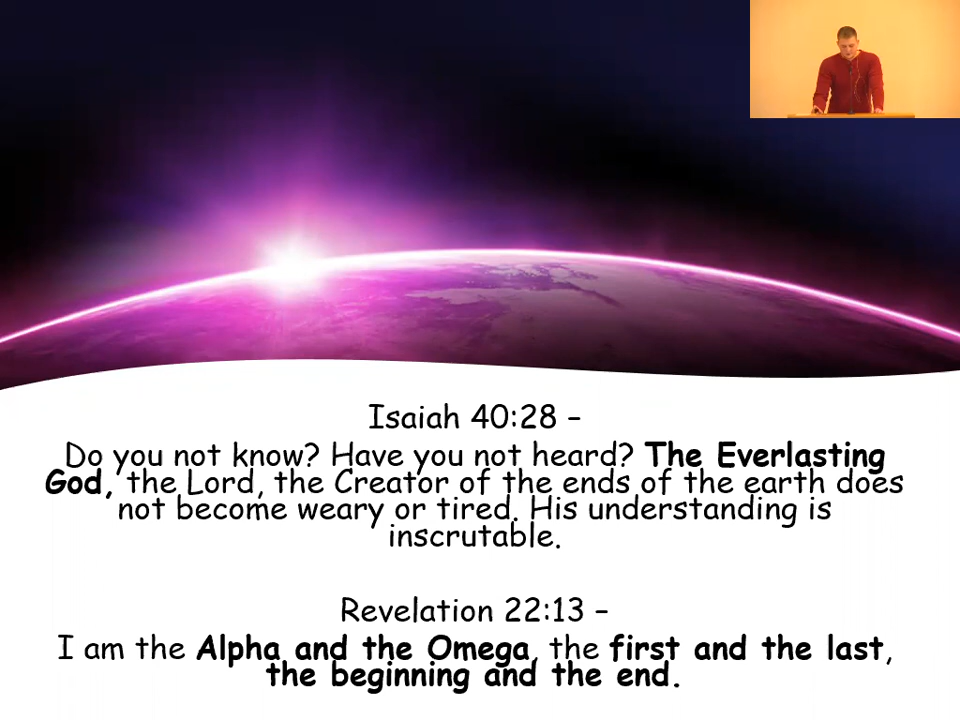 Isaiah 40:28 –
Do you not know? Have you not heard? The Everlasting
God, the Lord, the Creator of the ends of the earth does
not become weary or tired. His understanding is
inscrutable.
Revelation 22:13 –
I am the Alpha and the Omega, the first and the last,
the beginning and the end.